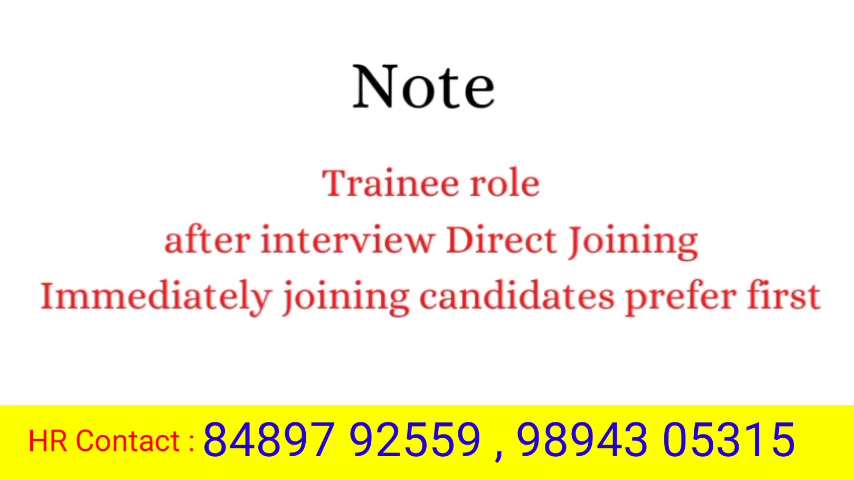 Note
Trainee role
after interview Direct Joining
Immediately joining candidates prefer first
HR Contact : 84897 92559 , 98943 05315